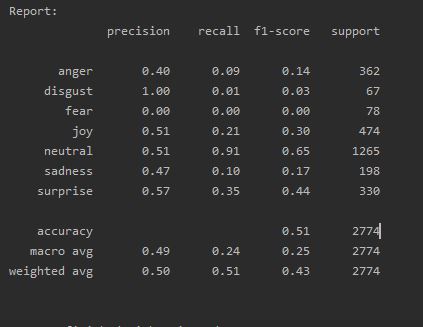 Report:
precision recall f1-score support
anger 0.40 0.09 0.14 362
disgust 1.00 0.01 0.03 67
fear 0.00 0.00 0.00 78
joy 0.51 0.21 0.30 474
neutral 0.51 0.91 0.65 1265
sadness 0.47 0.10 0.17 198
surprise 0.57 0.35 0.44 330
accuracy 0.51 2774
macro avg 0.49 0.24 0.25 2774
weighted avg 0.50 0.51 0.43 2774